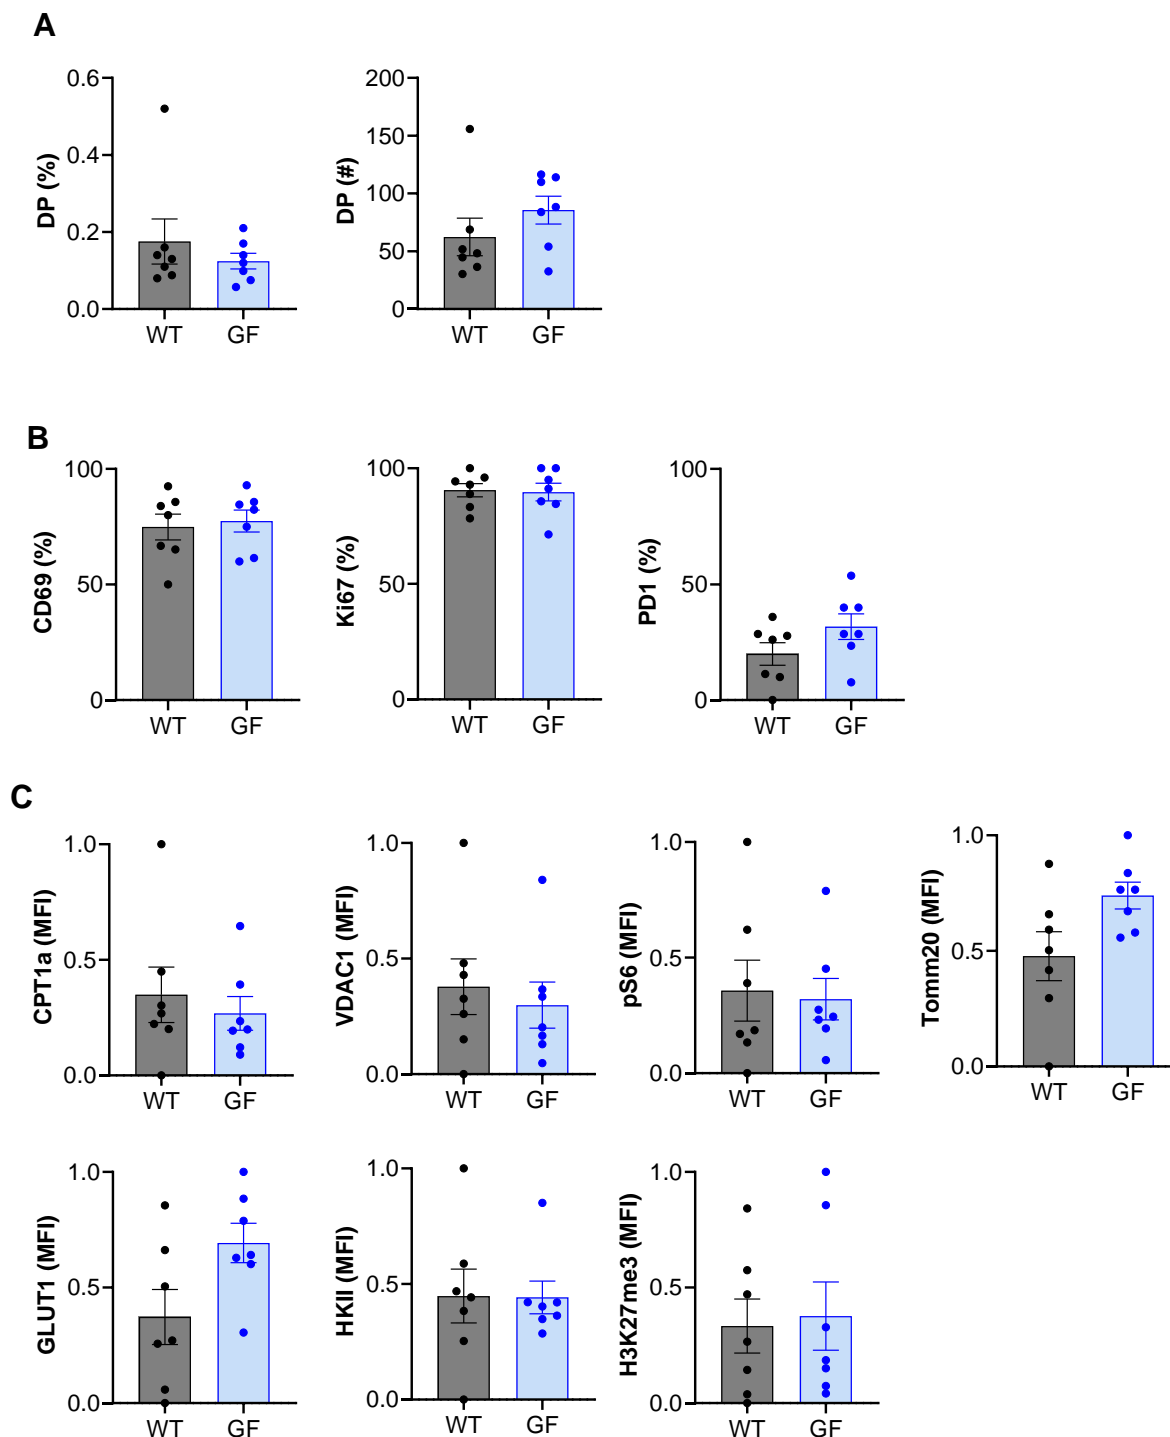 A
DP (%)
0.6
0.4
0.2
0.0
WT GF
DP (#)
200
150
100
50
0
WT GF
B
CD69 (%)
100
50
0
WT GF
Ki67 (%)
100
50
0
WT GF
PD1 (%)
100
50
0
WT GF
C
CPT1a (MFI)
1.0
0.5
0.0
WT GF
VDAC1 (MFI)
1.0
0.5
0.0
WT GF
pS6 (MFI)
1.0
0.5
0.0
WT GF
Tomm20 (MFI)
1.0
0.5
0.0
WT GF
GLUT1 (MFI)
1.0
0.5
0.0
WT GF
HKII (MFI)
1.0
0.5
0.0
WT GF
H3K27me3 (MFI)
1.0
0.5
0.0
WT GF